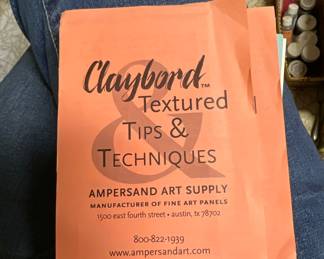 Claybord™
Textured
TIPS &
TECHNIQUES
&
AMPERSAND ART SUPPLY
MANUFACTURER OF FINE ART PANELS
1500 east fourth street • austin, tx 78702
800-822-1939
www.ampersandart.com